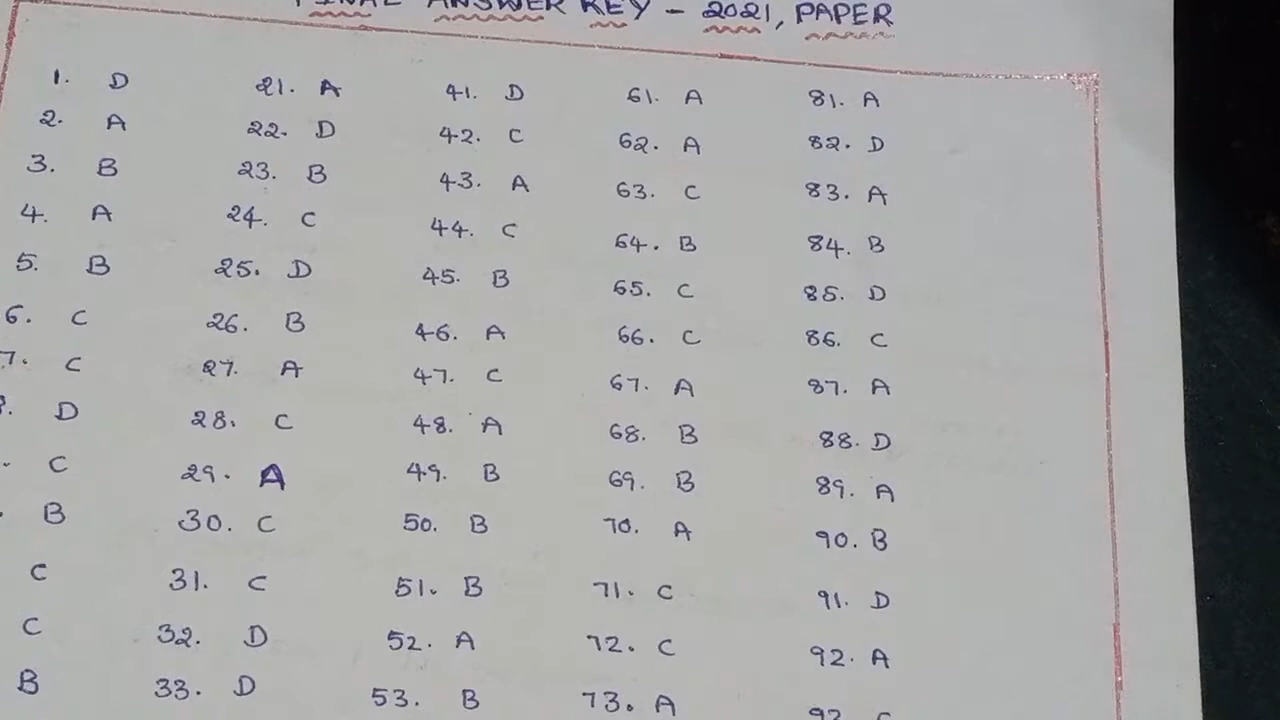 FINAL ANSWER KEY - 2021, PAPER
1. D 21. A 41. D 61. A 81. A
2. A 22. D 42. C 62. A 82. D
3. B 23. B 43. A 63. C 83. A
4. A 24. C 44. C 64. B 84. B
5. B 25. D 45. B 65. C 85. D
6. C 26. B 46. A 66. C 86. C
7. C 27. A 47. C 67. A 87. A
D 28. C 48. A 68. B 88. D
C 29. A 49. B 69. B 89. A
B 30. C 50. B 70. A 90. B
C 31. C 51. B 71. C 91. D
C 32. D 52. A 72. C 92. A
B 33. D 53. B 73. A